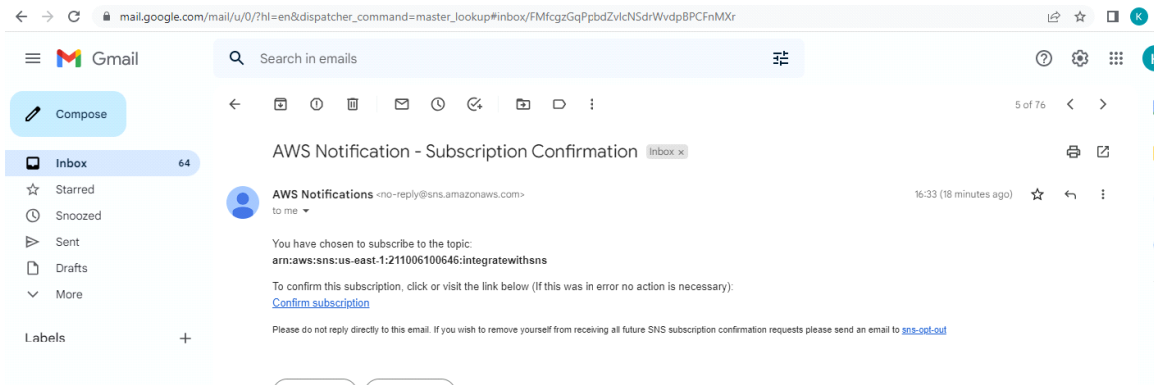 mail.google.com/mail/u/0/?hl=en&dispatcher_command=master_lookup#inbox/FMfcgzGqPpbdZvlcNSdrWvdpBPCFnMXr
K
Gmail
Search in emails
Compose
5 of 76
Inbox 64
Starred
Snoozed
Sent
Drafts
More
Labels
AWS Notification - Subscription Confirmation Inbox x
AWS Notifications <no-reply@sns.amazonaws.com> 16:33 (18 minutes ago)
to me
You have chosen to subscribe to the topic:
arn:aws:sns:us-east-1:211006100646:integratewithsns
To confirm this subscription, click or visit the link below (If this was in error no action is necessary):
Confirm subscription
Please do not reply directly to this email. If you wish to remove yourself from receiving all future SNS subscription confirmation requests please send an email to sns-opt-out